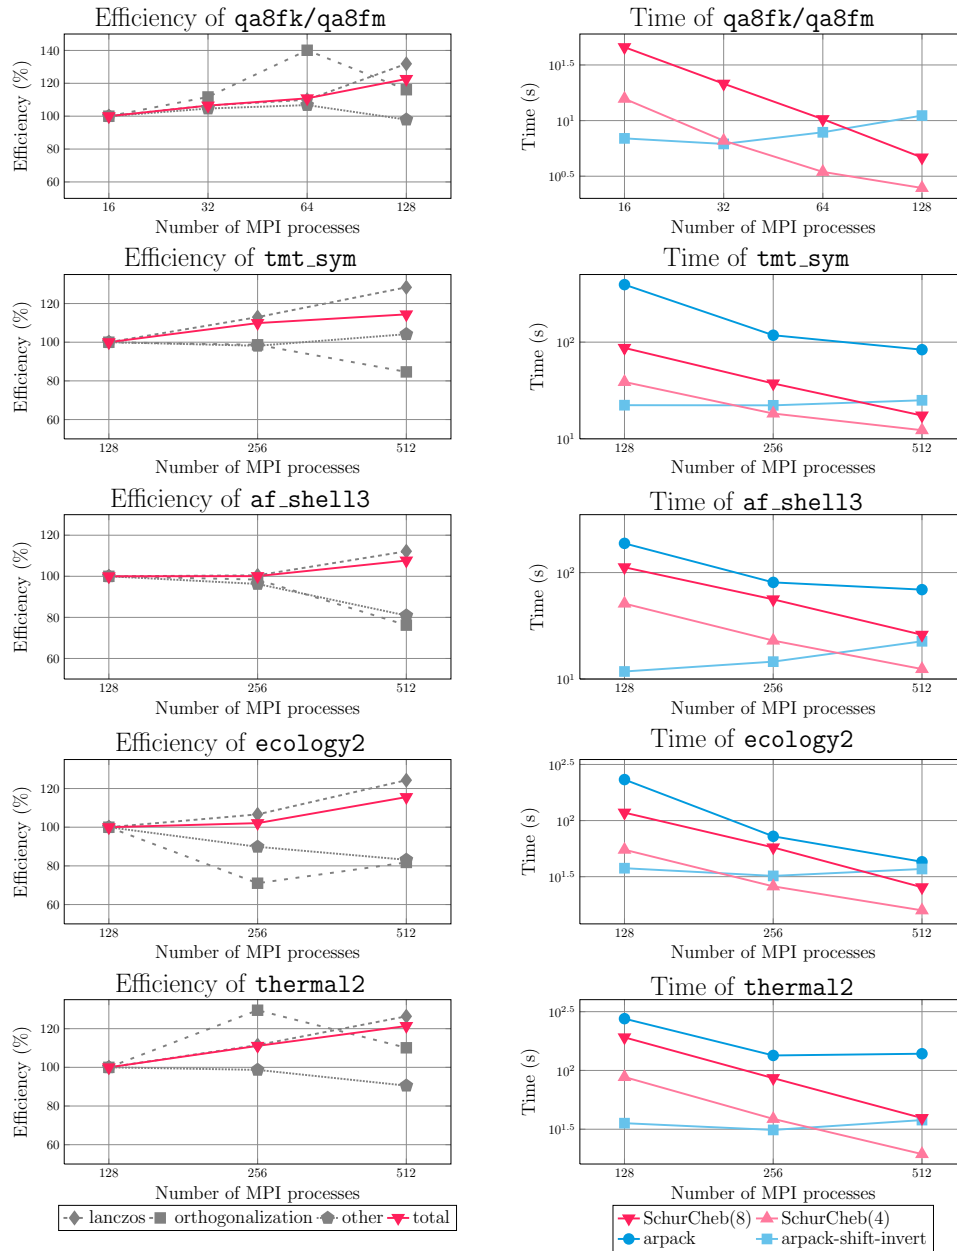 Efficiency of qa8fk/qa8fm
Efficiency (%)
140
120
100
80
60
16 32 64 128
Number of MPI processes
Time of qa8fk/qa8fm
Time (s)
10^1.5
10^1
10^0.5
16 32 64 128
Number of MPI processes
Efficiency of tmt_sym
Efficiency (%)
120
100
80
60
128 256 512
Number of MPI processes
Time of tmt_sym
Time (s)
10^2
10^1
128 256 512
Number of MPI processes
Efficiency of af_shell3
Efficiency (%)
120
100
80
60
128 256 512
Number of MPI processes
Time of af_shell3
Time (s)
10^2
10^1
128 256 512
Number of MPI processes
Efficiency of ecology2
Efficiency (%)
120
100
80
60
128 256 512
Number of MPI processes
Time of ecology2
Time (s)
10^2.5
10^2
10^1.5
128 256 512
Number of MPI processes
Efficiency of thermal2
Efficiency (%)
120
100
80
60
128 256 512
Number of MPI processes
lanczos orthogonalization other total
Time of thermal2
Time (s)
10^2.5
10^2
10^1.5
128 256 512
Number of MPI processes
SchurCheb(8) SchurCheb(4)
arpack arpack-shift-invert